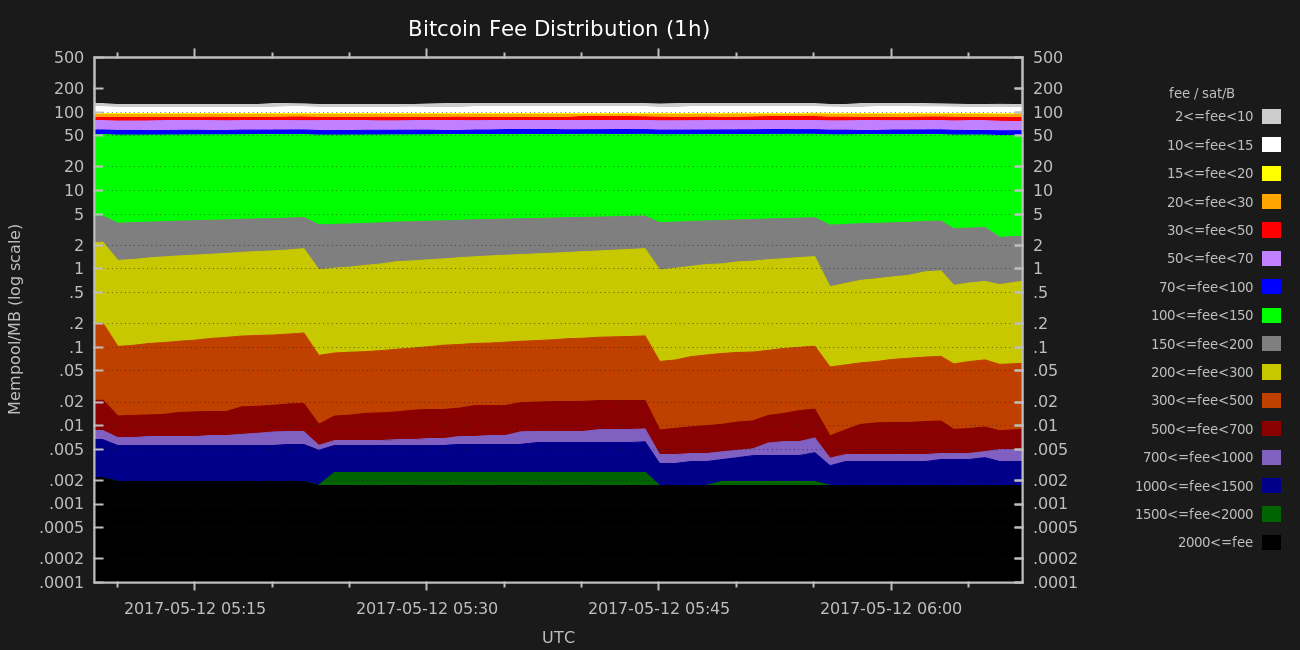 Bitcoin Fee Distribution (1h)
500
200
100
50
20
10
5
2
1
.5
.2
.1
.05
.02
.01
.005
.002
.001
.0005
.0002
.0001
Mempool/MB (log scale)
500
200
100
50
20
10
5
2
1
.5
.2
.1
.05
.02
.01
.005
.002
.001
.0005
.0002
.0001
2017-05-12 05:15
2017-05-12 05:30
2017-05-12 05:45
2017-05-12 06:00
UTC
fee / sat/B
2<=fee<10
10<=fee<15
15<=fee<20
20<=fee<30
30<=fee<50
50<=fee<70
70<=fee<100
100<=fee<150
150<=fee<200
200<=fee<300
300<=fee<500
500<=fee<700
700<=fee<1000
1000<=fee<1500
1500<=fee<2000
2000<=fee